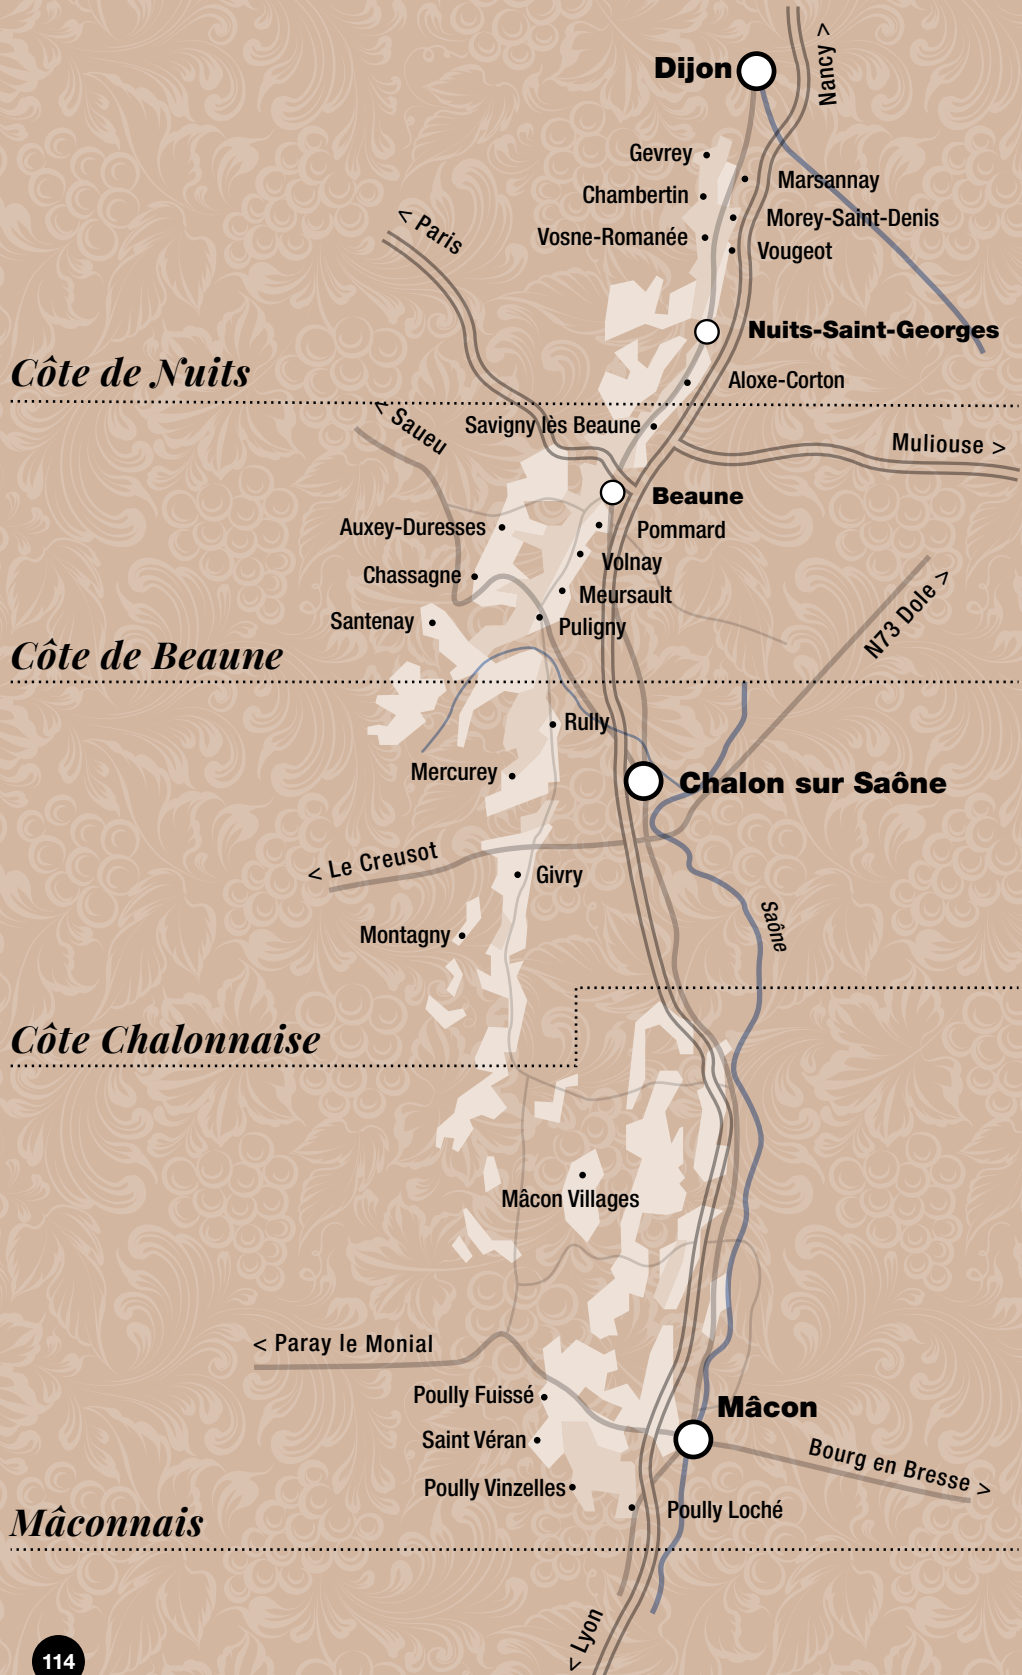 Dijon
Nancy >
Gevrey
Marsannay
Chambertin
Morey-Saint-Denis
< Paris
Vosne-Romanée
Vougeot
Nuits-Saint-Georges
Côte de Nuits
Aloxe-Corton
< Saueu
Savigny lès Beaune
Muliouse >
Beaune
Auxey-Duresses
Pommard
Volnay
Chassagne
Meursault
N73 Dole >
Santenay
Puligny
Côte de Beaune
Rully
Mercurey
Chalon sur Saône
< Le Creusot
Givry
Saône
Montagny
Côte Chalonnaise
Mâcon Villages
< Paray le Monial
Poully Fuissé
Mâcon
Saint Véran
Bourg en Bresse >
Poully Vinzelles
Poully Loché
Mâconnais
< Lyon
114